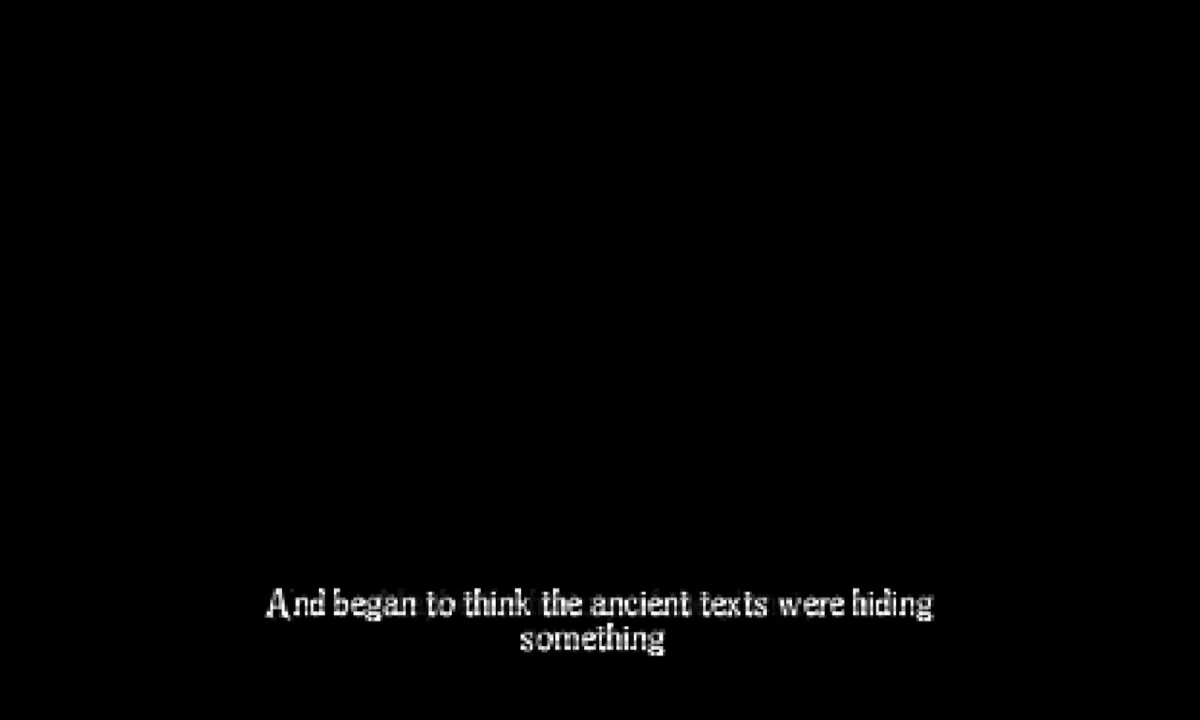 And began to think the ancient texts were hiding
something